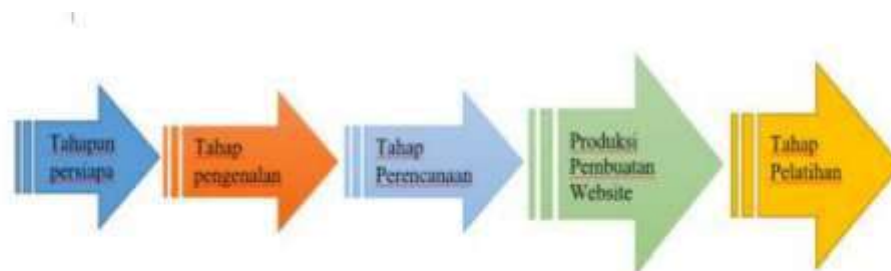 Tahapan
persiapa
Tahap
pengenalan
Tahap
Perencanaan
Produksi
Pembuatan
Website
Tahap
Pelatihan